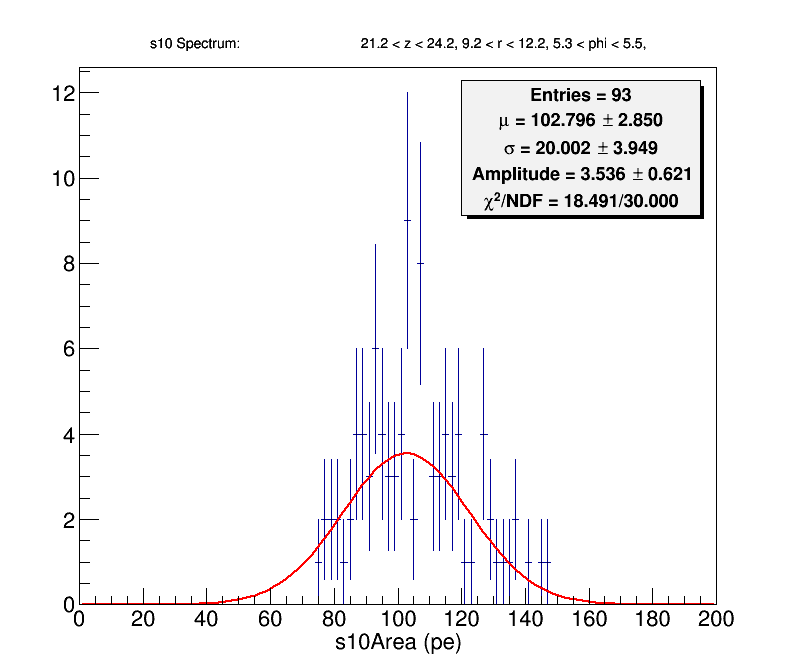 s10 Spectrum: 21.2 < z < 24.2, 9.2 < r < 12.2, 5.3 < phi < 5.5,
Entries = 93
μ = 102.796 ± 2.850
σ = 20.002 ± 3.949
Amplitude = 3.536 ± 0.621
χ²/NDF = 18.491/30.000
12
10
8
6
4
2
0
0 20 40 60 80 100 120 140 160 180 200
s10Area (pe)